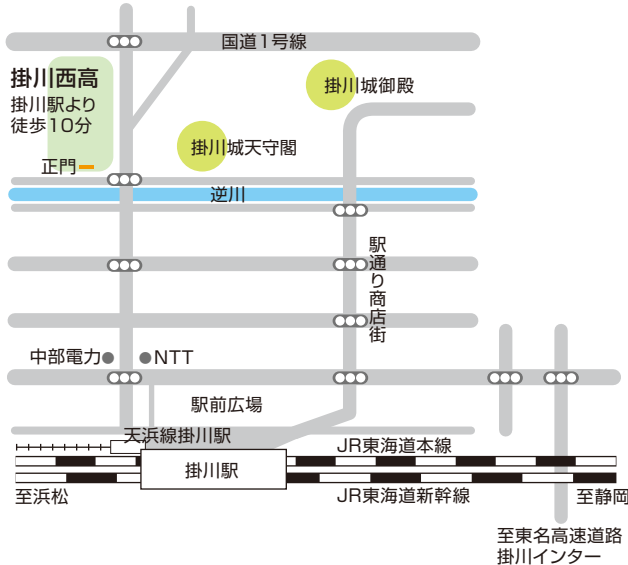 国道1号線
掛川西高
掛川駅より
徒歩10分
掛川城御殿
掛川城天守閣
正門
逆川
駅通り商店街
中部電力
NTT
駅前広場
天浜線掛川駅
JR東海道本線
掛川駅
至浜松
JR東海道新幹線
至静岡
至東名高速道路
掛川インター